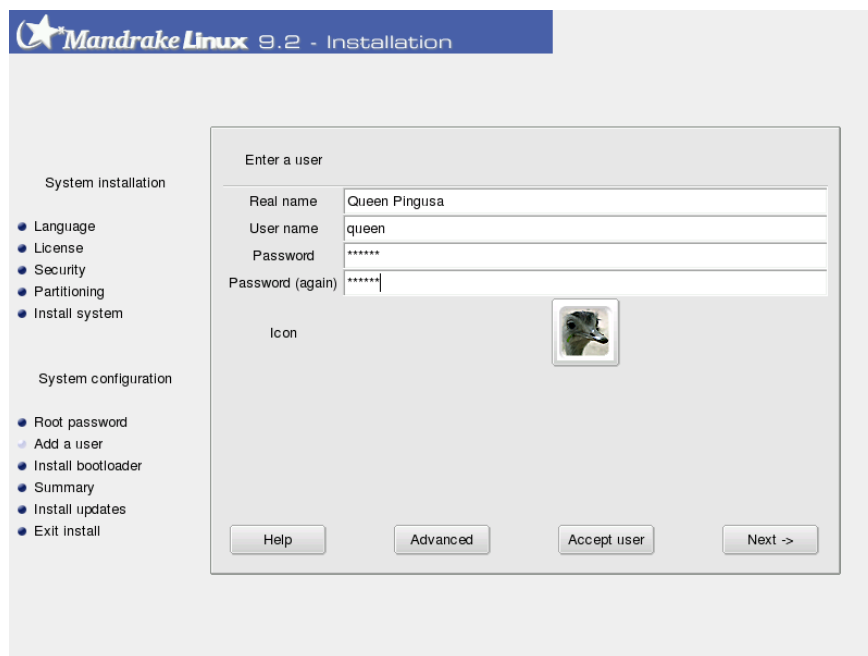 MandrakeLinux 9.2 - Installation
System installation
Language
License
Security
Partitioning
Install system
System configuration
Root password
Add a user
Install bootloader
Summary
Install updates
Exit install
Enter a user
Real name Queen Pingusa
User name queen
Password ******
Password (again) ******
Icon
Help Advanced Accept user Next ->